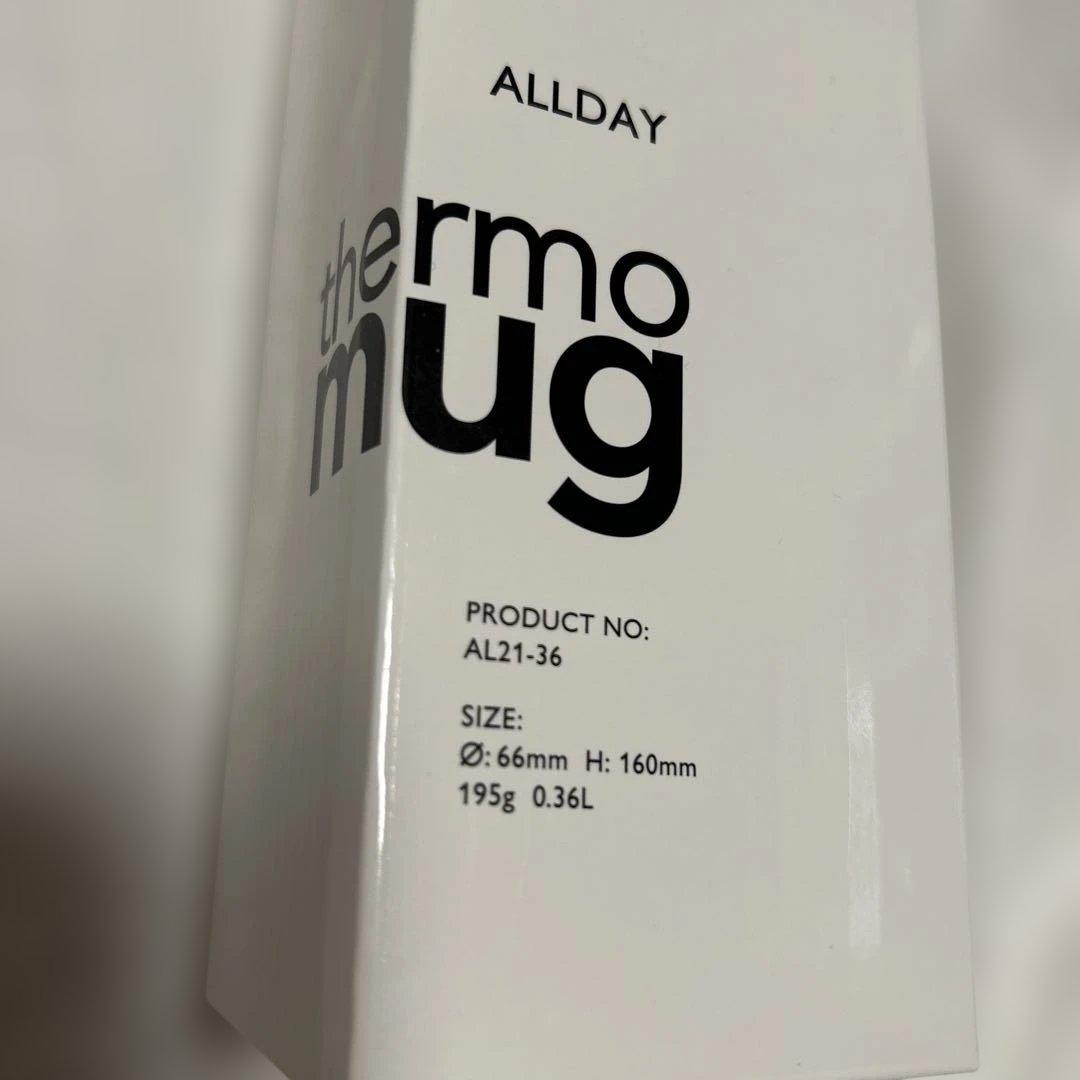 ALLDAY
thermo
mug
PRODUCT NO:
AL21-36
SIZE:
Ø: 66mm H: 160mm
195g 0.36L